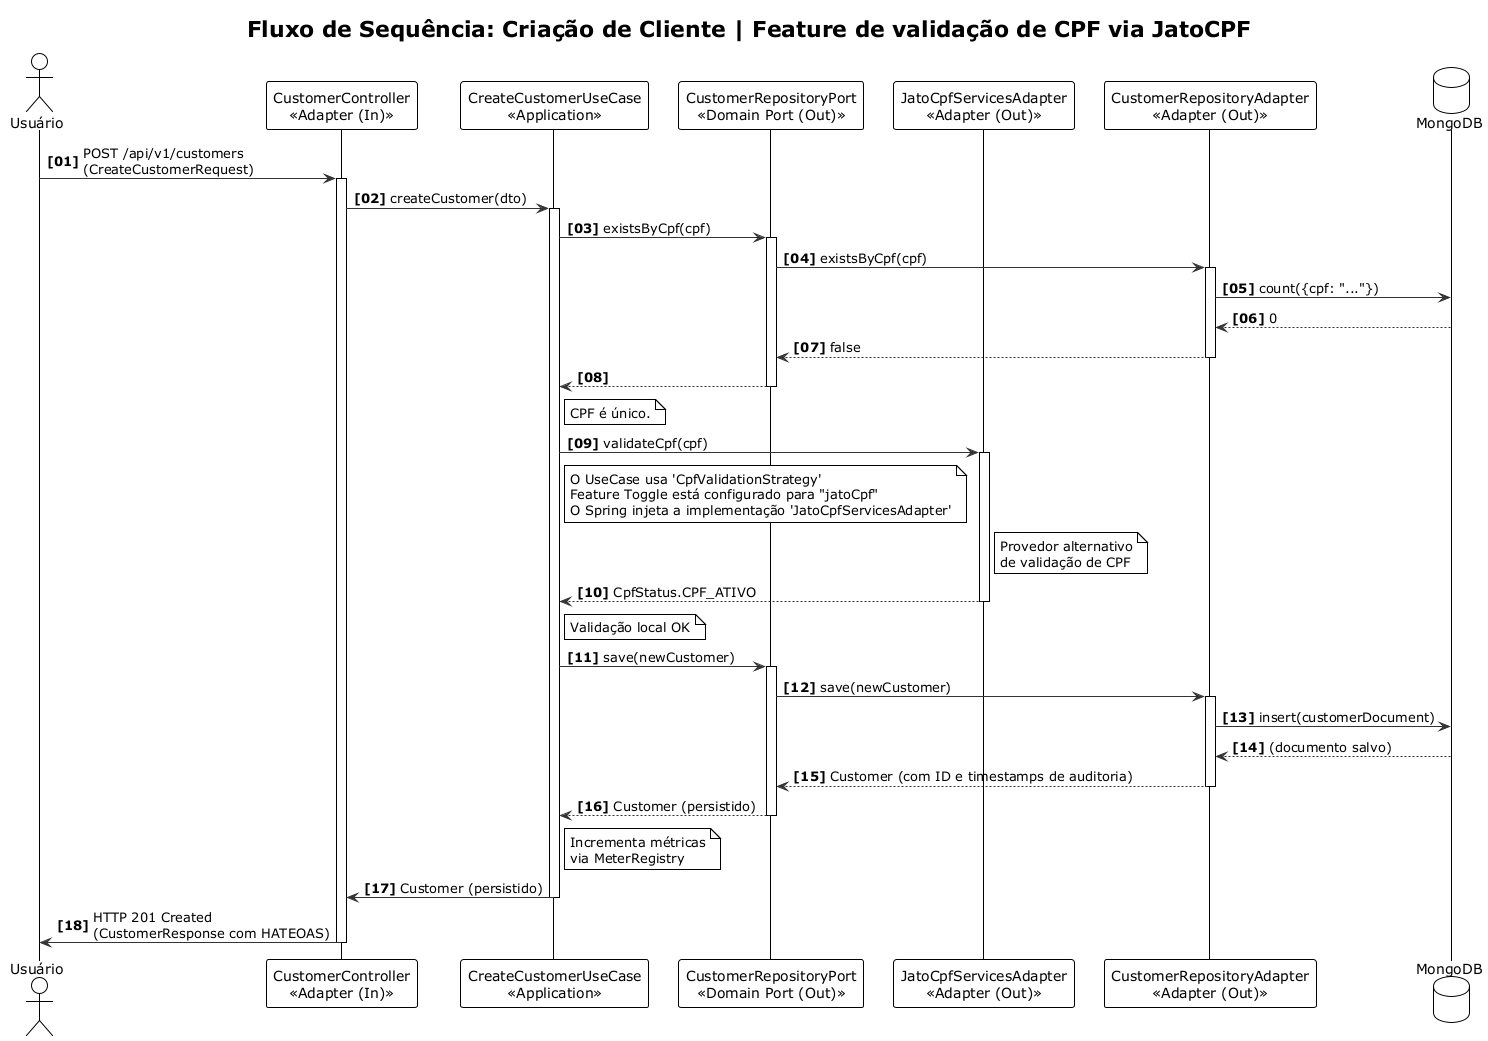 Fluxo de Sequência: Criação de Cliente | Feature de validação de CPF via JatoCPF
Usuário
CustomerController
«Adapter (In)»
CreateCustomerUseCase
«Application»
CustomerRepositoryPort
«Domain Port (Out)»
JatoCpfServicesAdapter
«Adapter (Out)»
CustomerRepositoryAdapter
«Adapter (Out)»
MongoDB
[01] POST /api/v1/customers
(CreateCustomerRequest)
[02] createCustomer(dto)
[03] existsByCpf(cpf)
[04] existsByCpf(cpf)
[05] count({cpf: "..."})
[06] 0
[07] false
[08]
CPF é único.
[09] validateCpf(cpf)
O UseCase usa 'CpfValidationStrategy'
Feature Toggle está configurado para "jatoCpf"
O Spring injeta a implementação 'JatoCpfServicesAdapter'
Provedor alternativo
de validação de CPF
[10] CpfStatus.CPF_ATIVO
Validação local OK
[11] save(newCustomer)
[12] save(newCustomer)
[13] insert(customerDocument)
[14] (documento salvo)
[15] Customer (com ID e timestamps de auditoria)
[16] Customer (persistido)
Incrementa métricas
via MeterRegistry
[17] Customer (persistido)
[18] HTTP 201 Created
(CustomerResponse com HATEOAS)
Usuário
CustomerController
«Adapter (In)»
CreateCustomerUseCase
«Application»
CustomerRepositoryPort
«Domain Port (Out)»
JatoCpfServicesAdapter
«Adapter (Out)»
CustomerRepositoryAdapter
«Adapter (Out)»
MongoDB